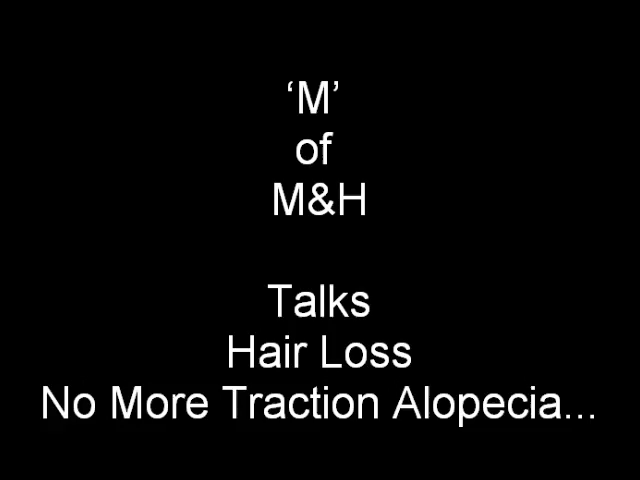 ‘M’
of
M&H
Talks
Hair Loss
No More Traction Alopecia...